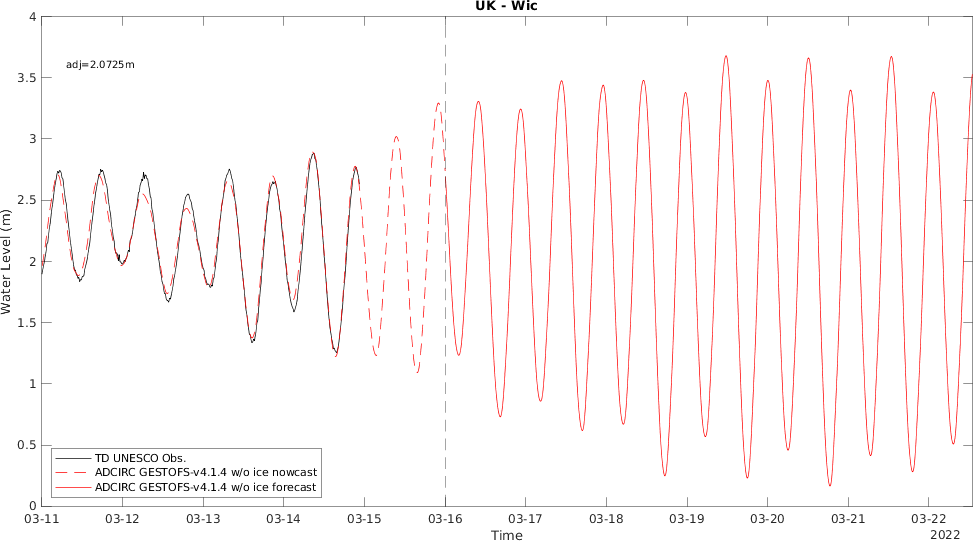 UK - Wic
adj=2.0725m
Water Level (m)
4
3.5
3
2.5
2
1.5
1
0.5
0
TD UNESCO Obs.
ADCIRC GESTOFS-v4.1.4 w/o ice nowcast
ADCIRC GESTOFS-v4.1.4 w/o ice forecast
03-11 03-12 03-13 03-14 03-15 03-16 03-17 03-18 03-19 03-20 03-21 03-22
2022
Time